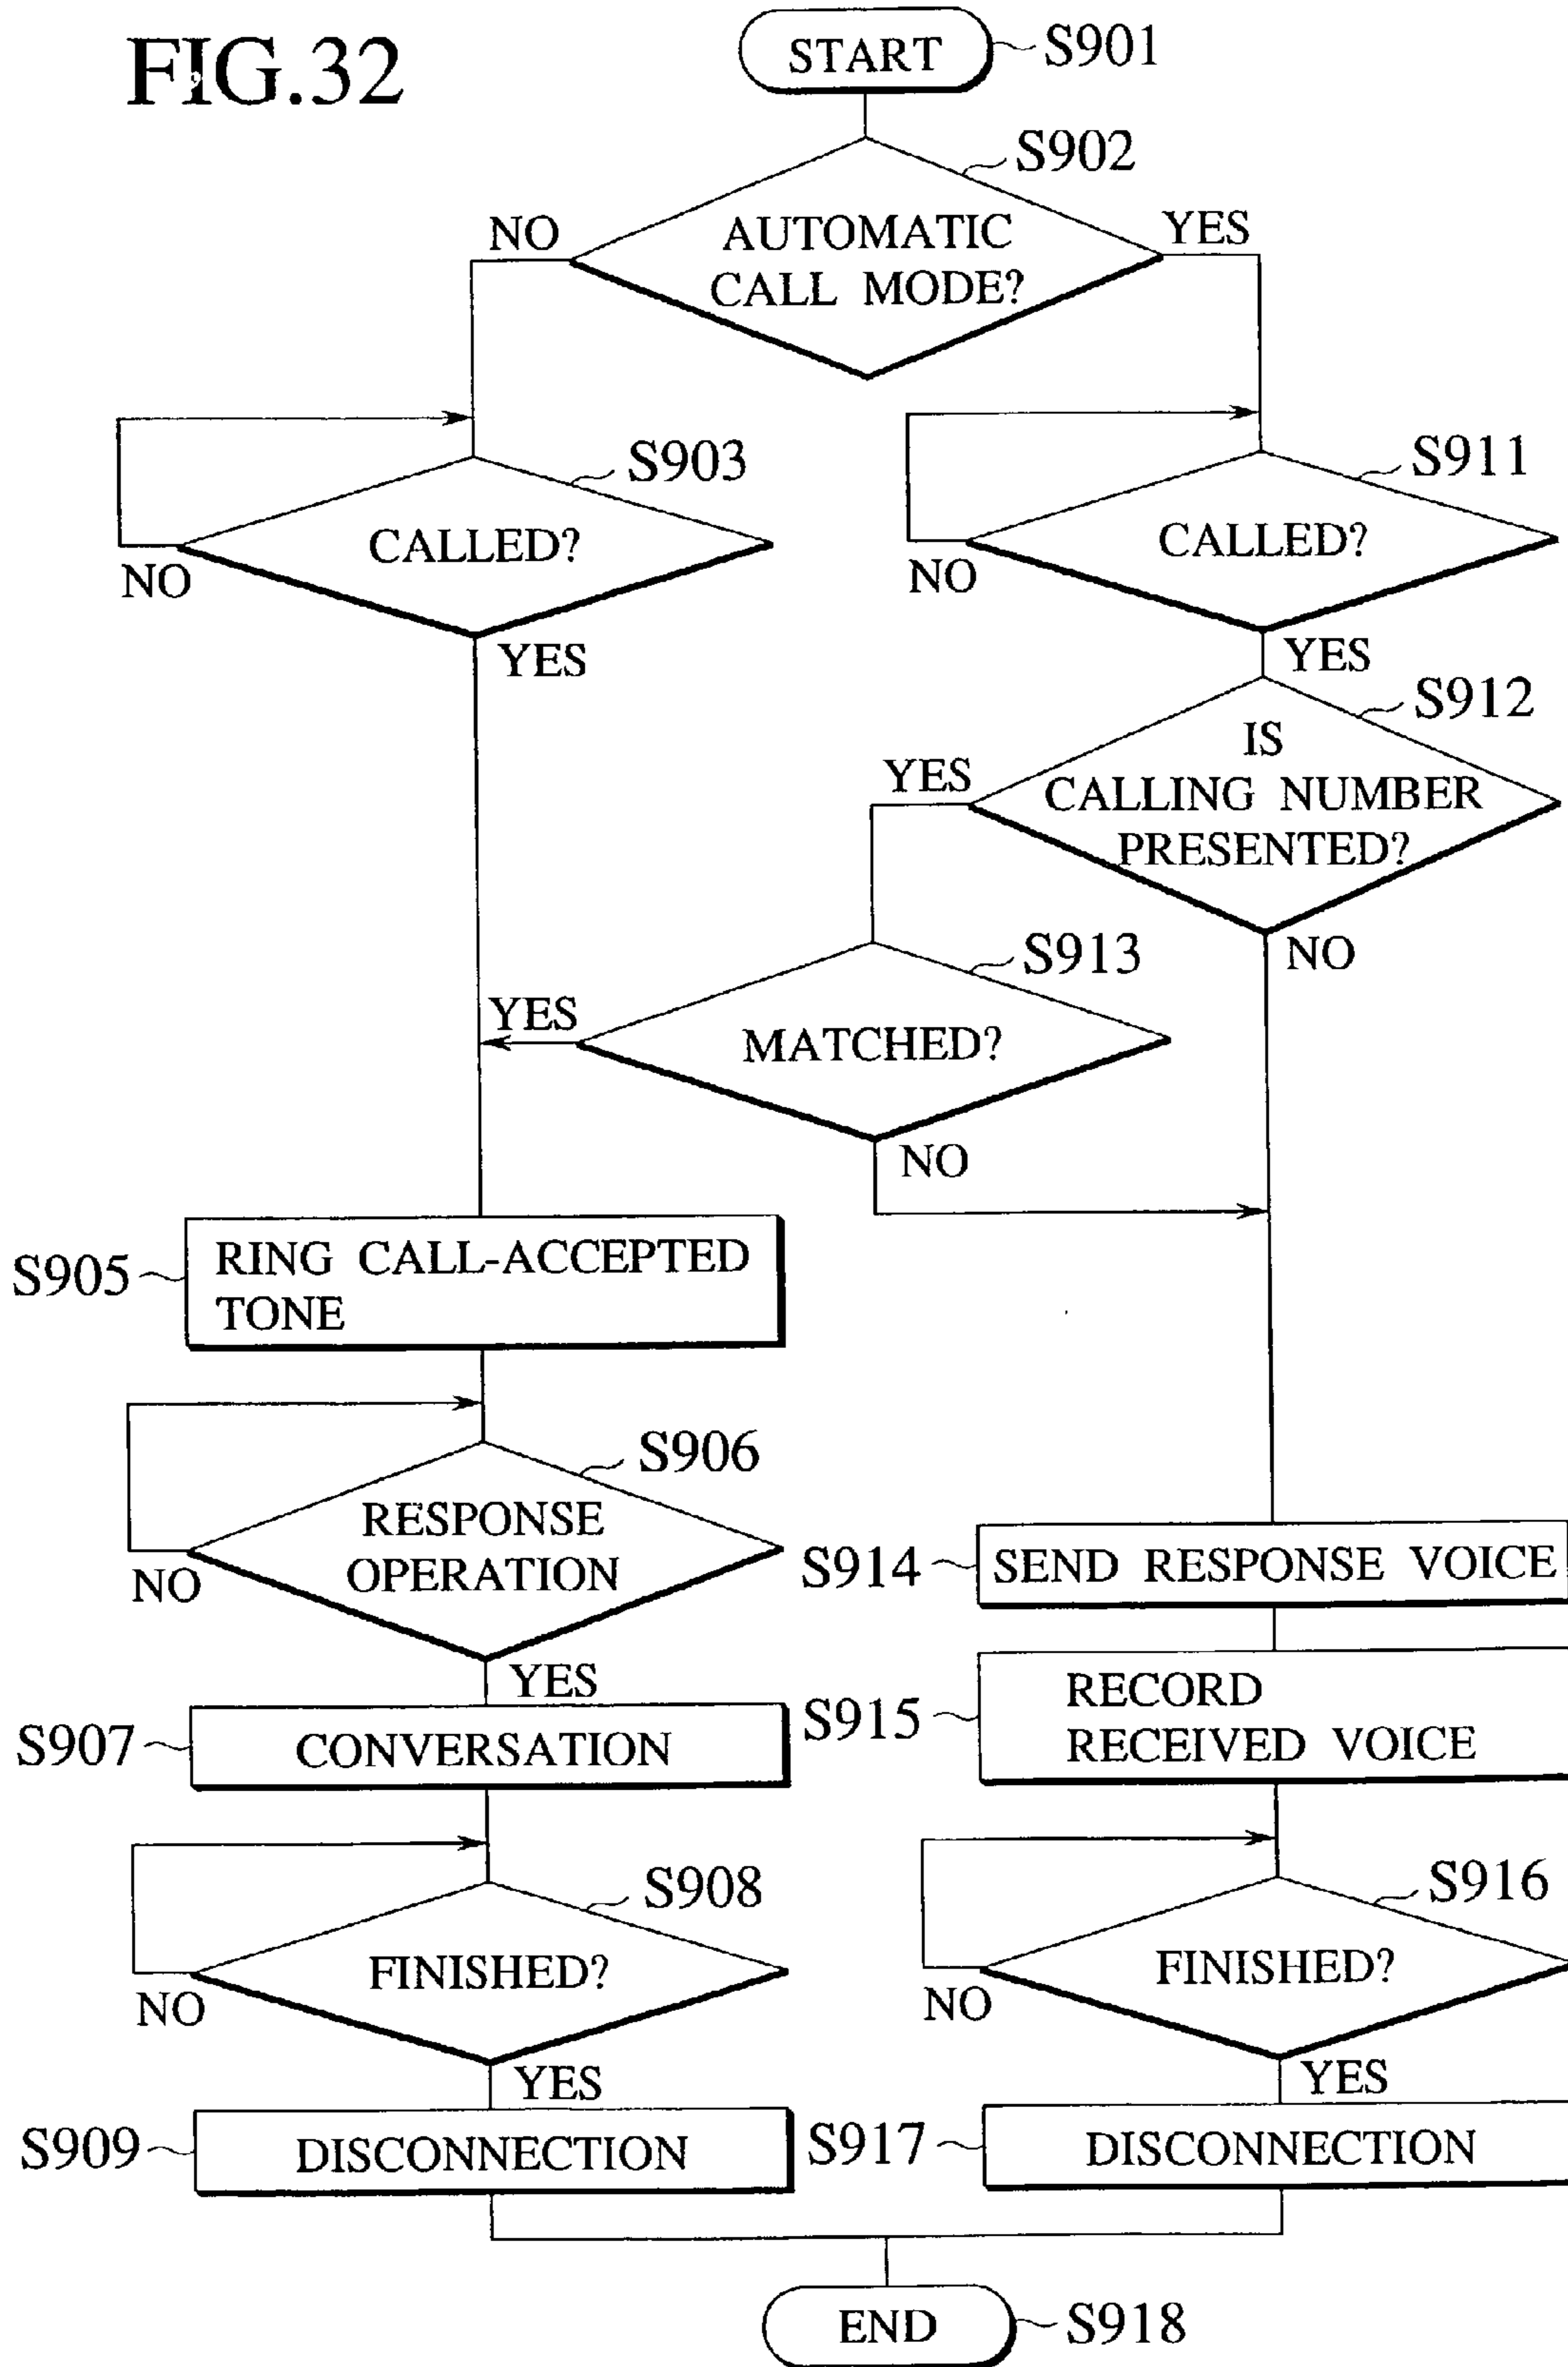 FIG.32
START
S901
S902
NO
AUTOMATIC
CALL MODE?
YES
S903
CALLED?
NO
YES
S911
CALLED?
NO
YES
S912
IS
CALLING NUMBER
PRESENTED?
YES
NO
S913
YES
MATCHED?
NO
S905
RING CALL-ACCEPTED
TONE
S906
RESPONSE
OPERATION
NO
YES
S914
SEND RESPONSE VOICE
S907
CONVERSATION
S915
RECORD
RECEIVED VOICE
S908
FINISHED?
NO
YES
S916
FINISHED?
NO
YES
S909
DISCONNECTION
S917
DISCONNECTION
END
S918